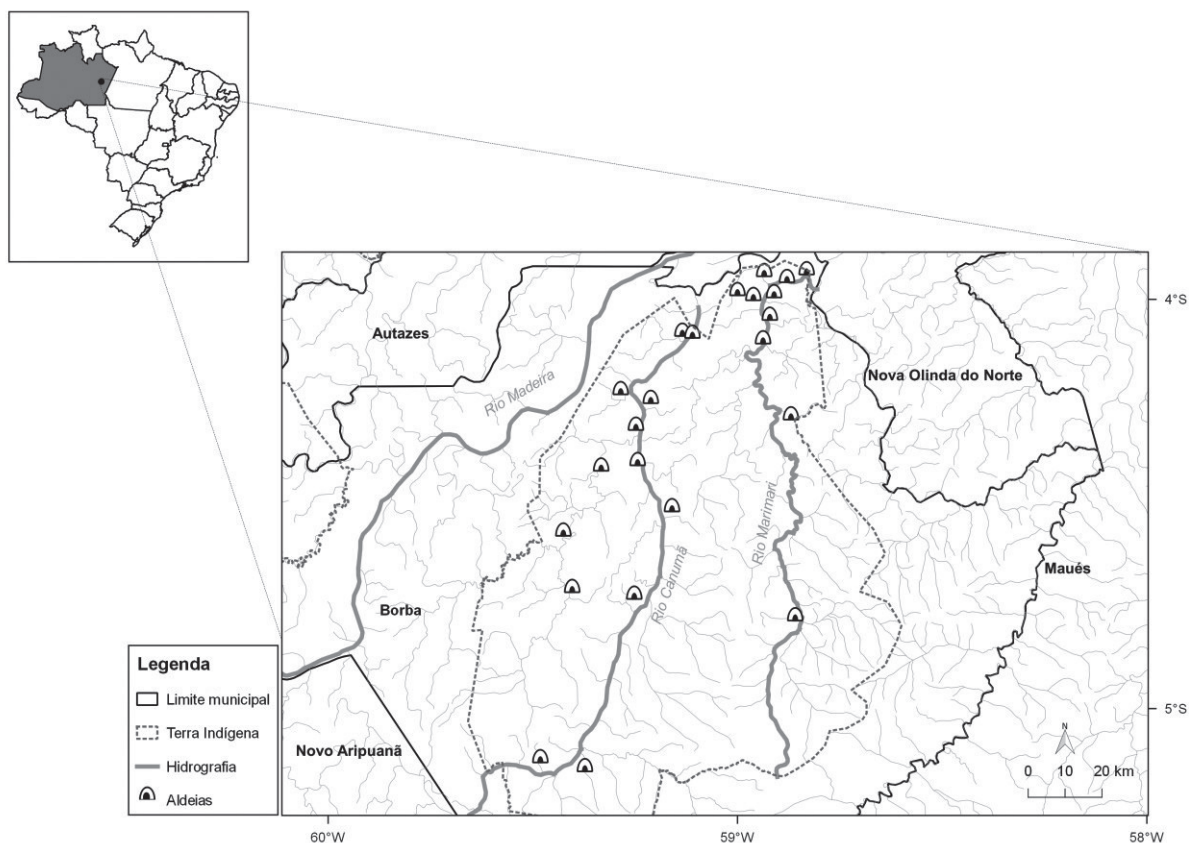 4°S
Autazes
Rio Madeira
Nova Olinda do Norte
Rio Marimari
Maués
Rio Canumã
Borba
Legenda
Limite municipal
Terra Indígena
Hidrografia
Aldeias
Novo Aripuanã
5°S
N
0 10 20 km
60°W 59°W 58°W